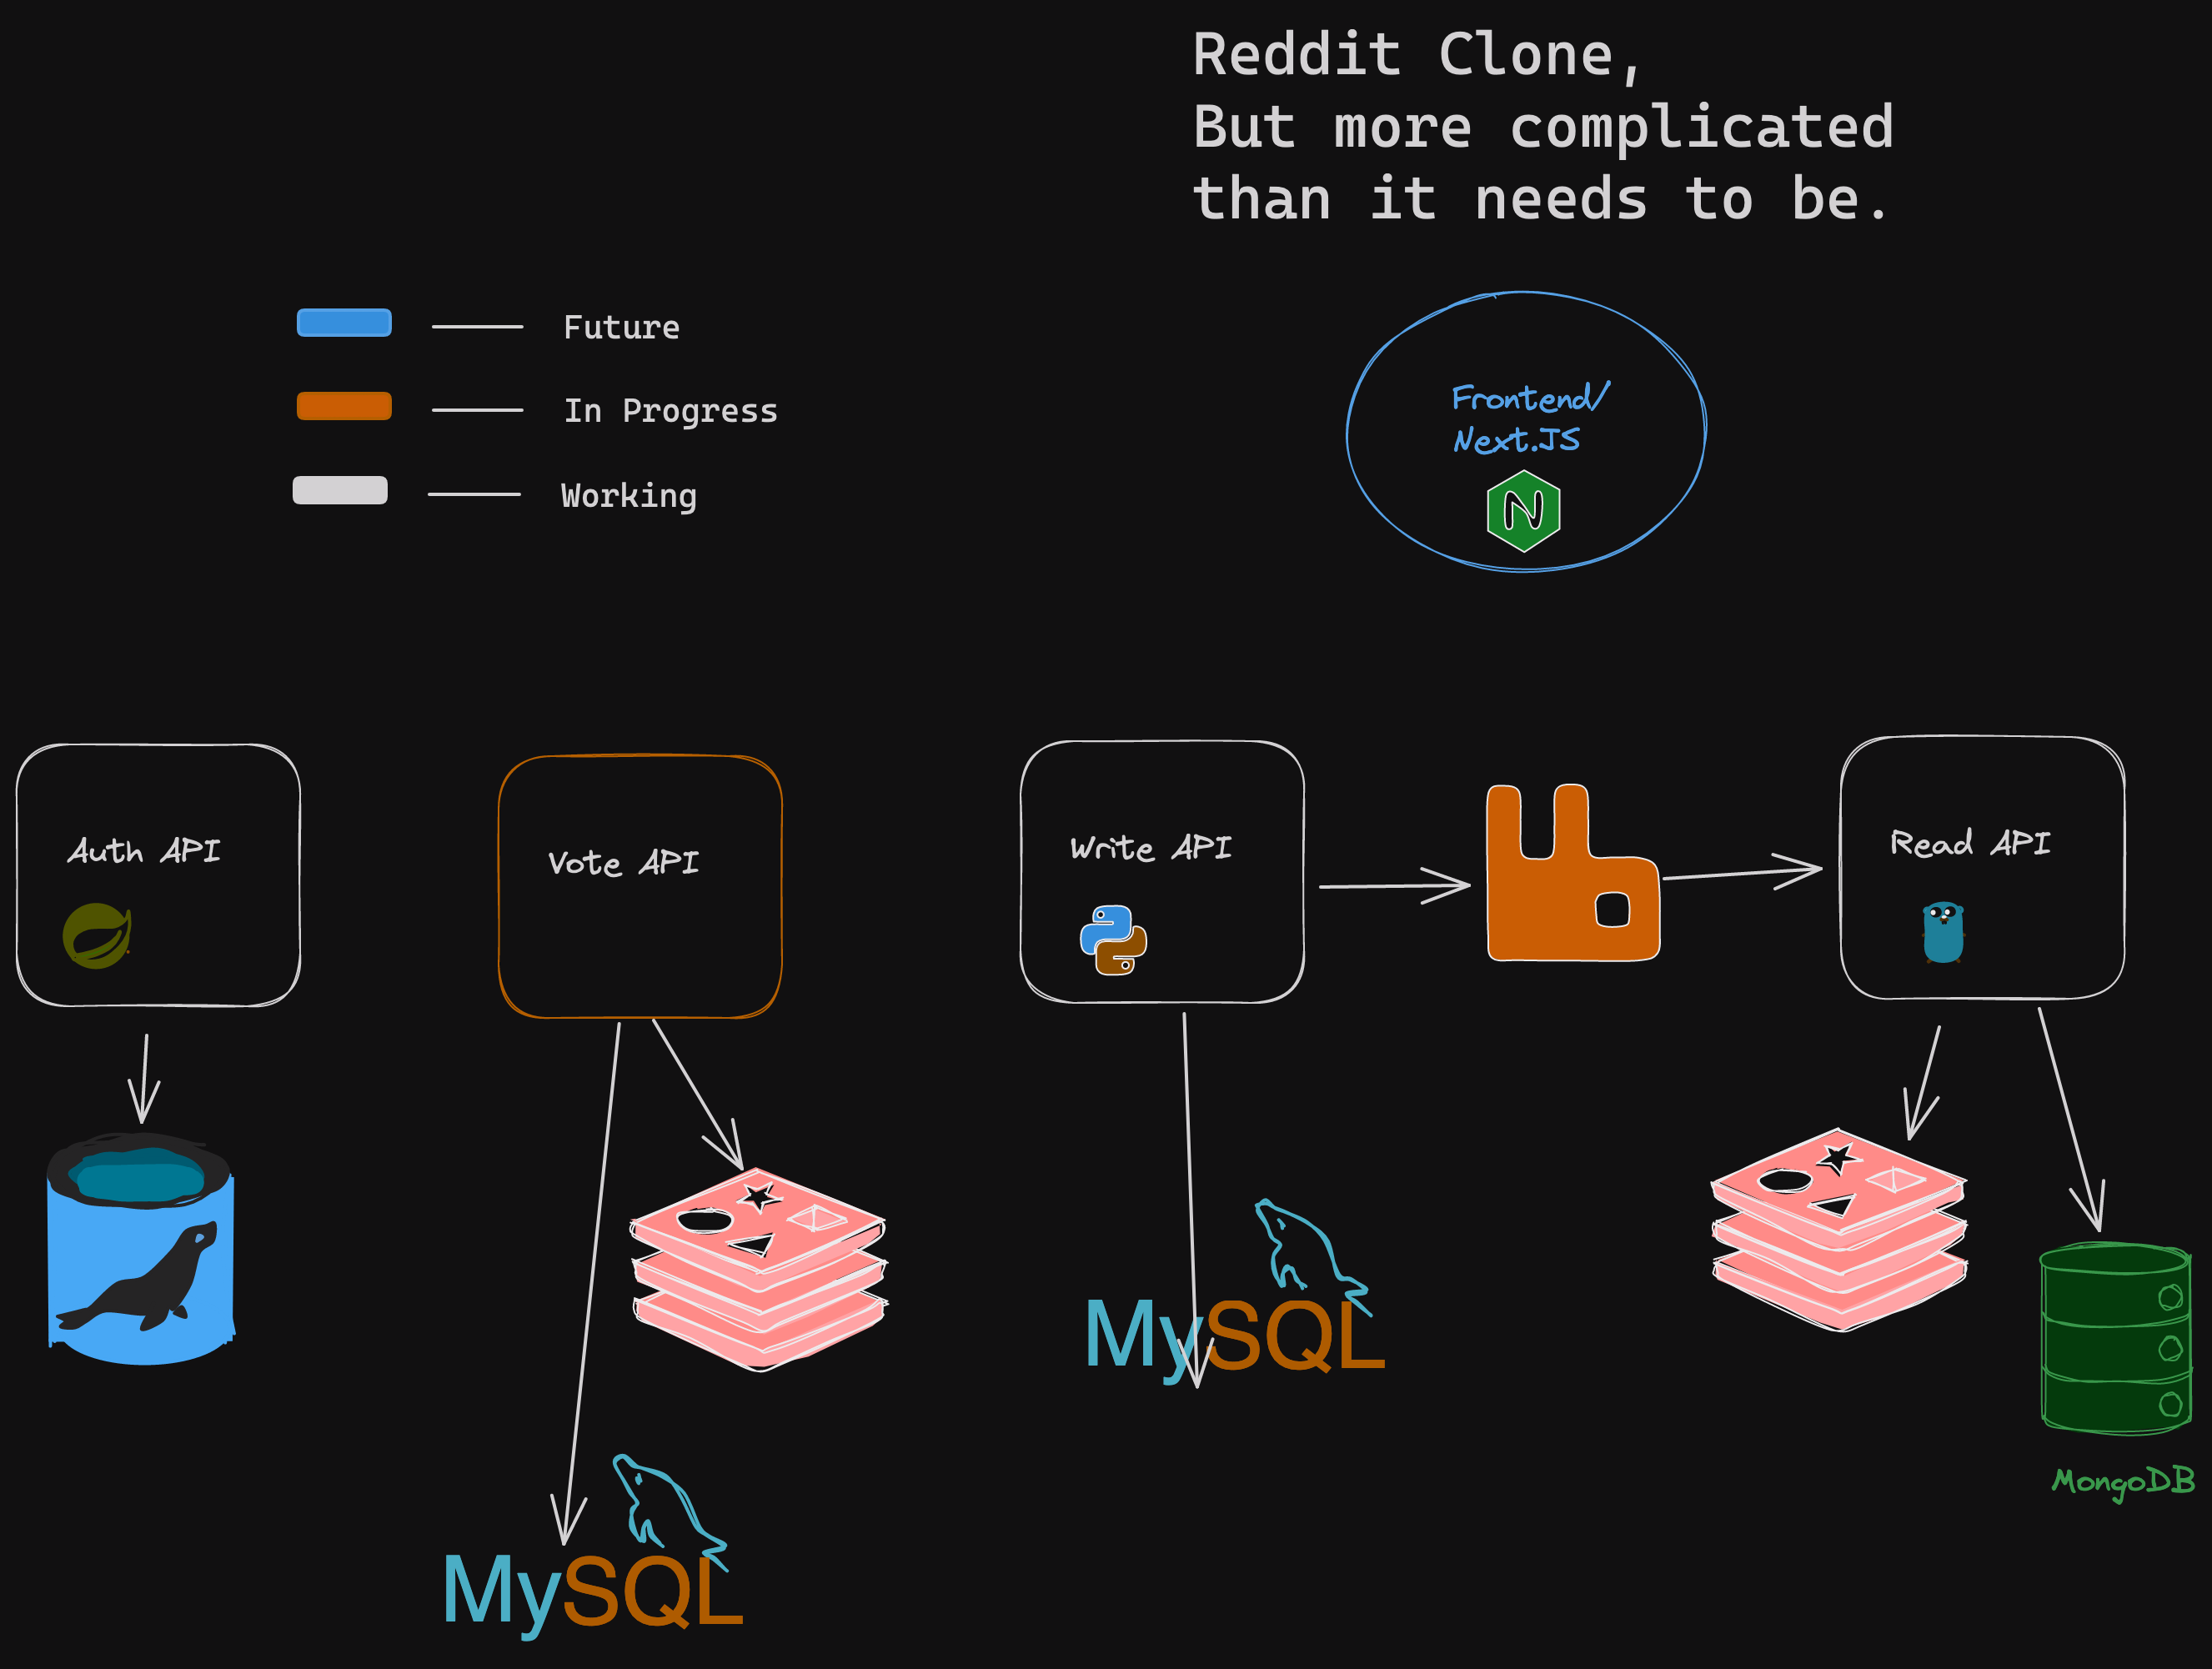 Reddit Clone,
But more complicated
than it needs to be.
Future
In Progress
Working
Frontend/
Next.JS
N
Auth API
Vote API
Write API
Read API
MySQL
MongoDB
MySQL